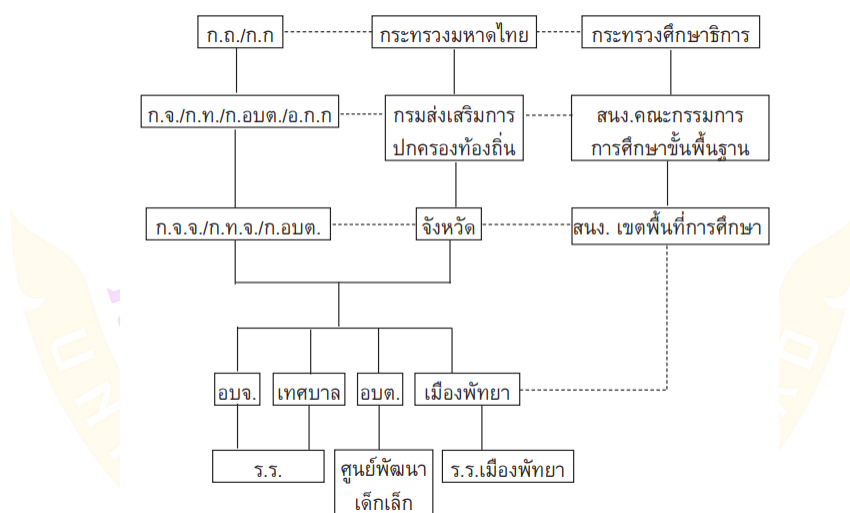 ก.ถ./ก.ก
กระทรวงมหาดไทย
กระทรวงศึกษาธิการ
ก.จ./ก.ท./ก.อบต./อ.ก.ก
กรมส่งเสริมการ
ปกครองท้องถิ่น
สนง.คณะกรรมการ
การศึกษาขั้นพื้นฐาน
ก.จ.จ./ก.ท.จ./ก.อบต.
จังหวัด
สนง. เขตพื้นที่การศึกษา
อบจ.
เทศบาล
อบต.
เมืองพัทยา
ร.ร.
ศูนย์พัฒนา
เด็กเล็ก
ร.ร.เมืองพัทยา